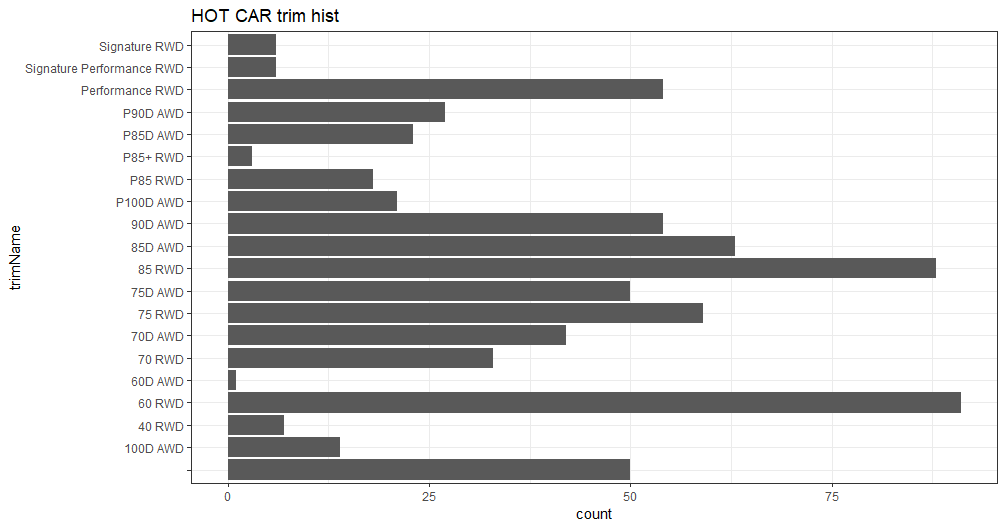 HOT CAR trim hist
Signature RWD
Signature Performance RWD
Performance RWD
P90D AWD
P85D AWD
P85+ RWD
P85 RWD
P100D AWD
90D AWD
85D AWD
85 RWD
75D AWD
75 RWD
70D AWD
70 RWD
60D AWD
60 RWD
40 RWD
100D AWD
trimName
0 25 50 75
count